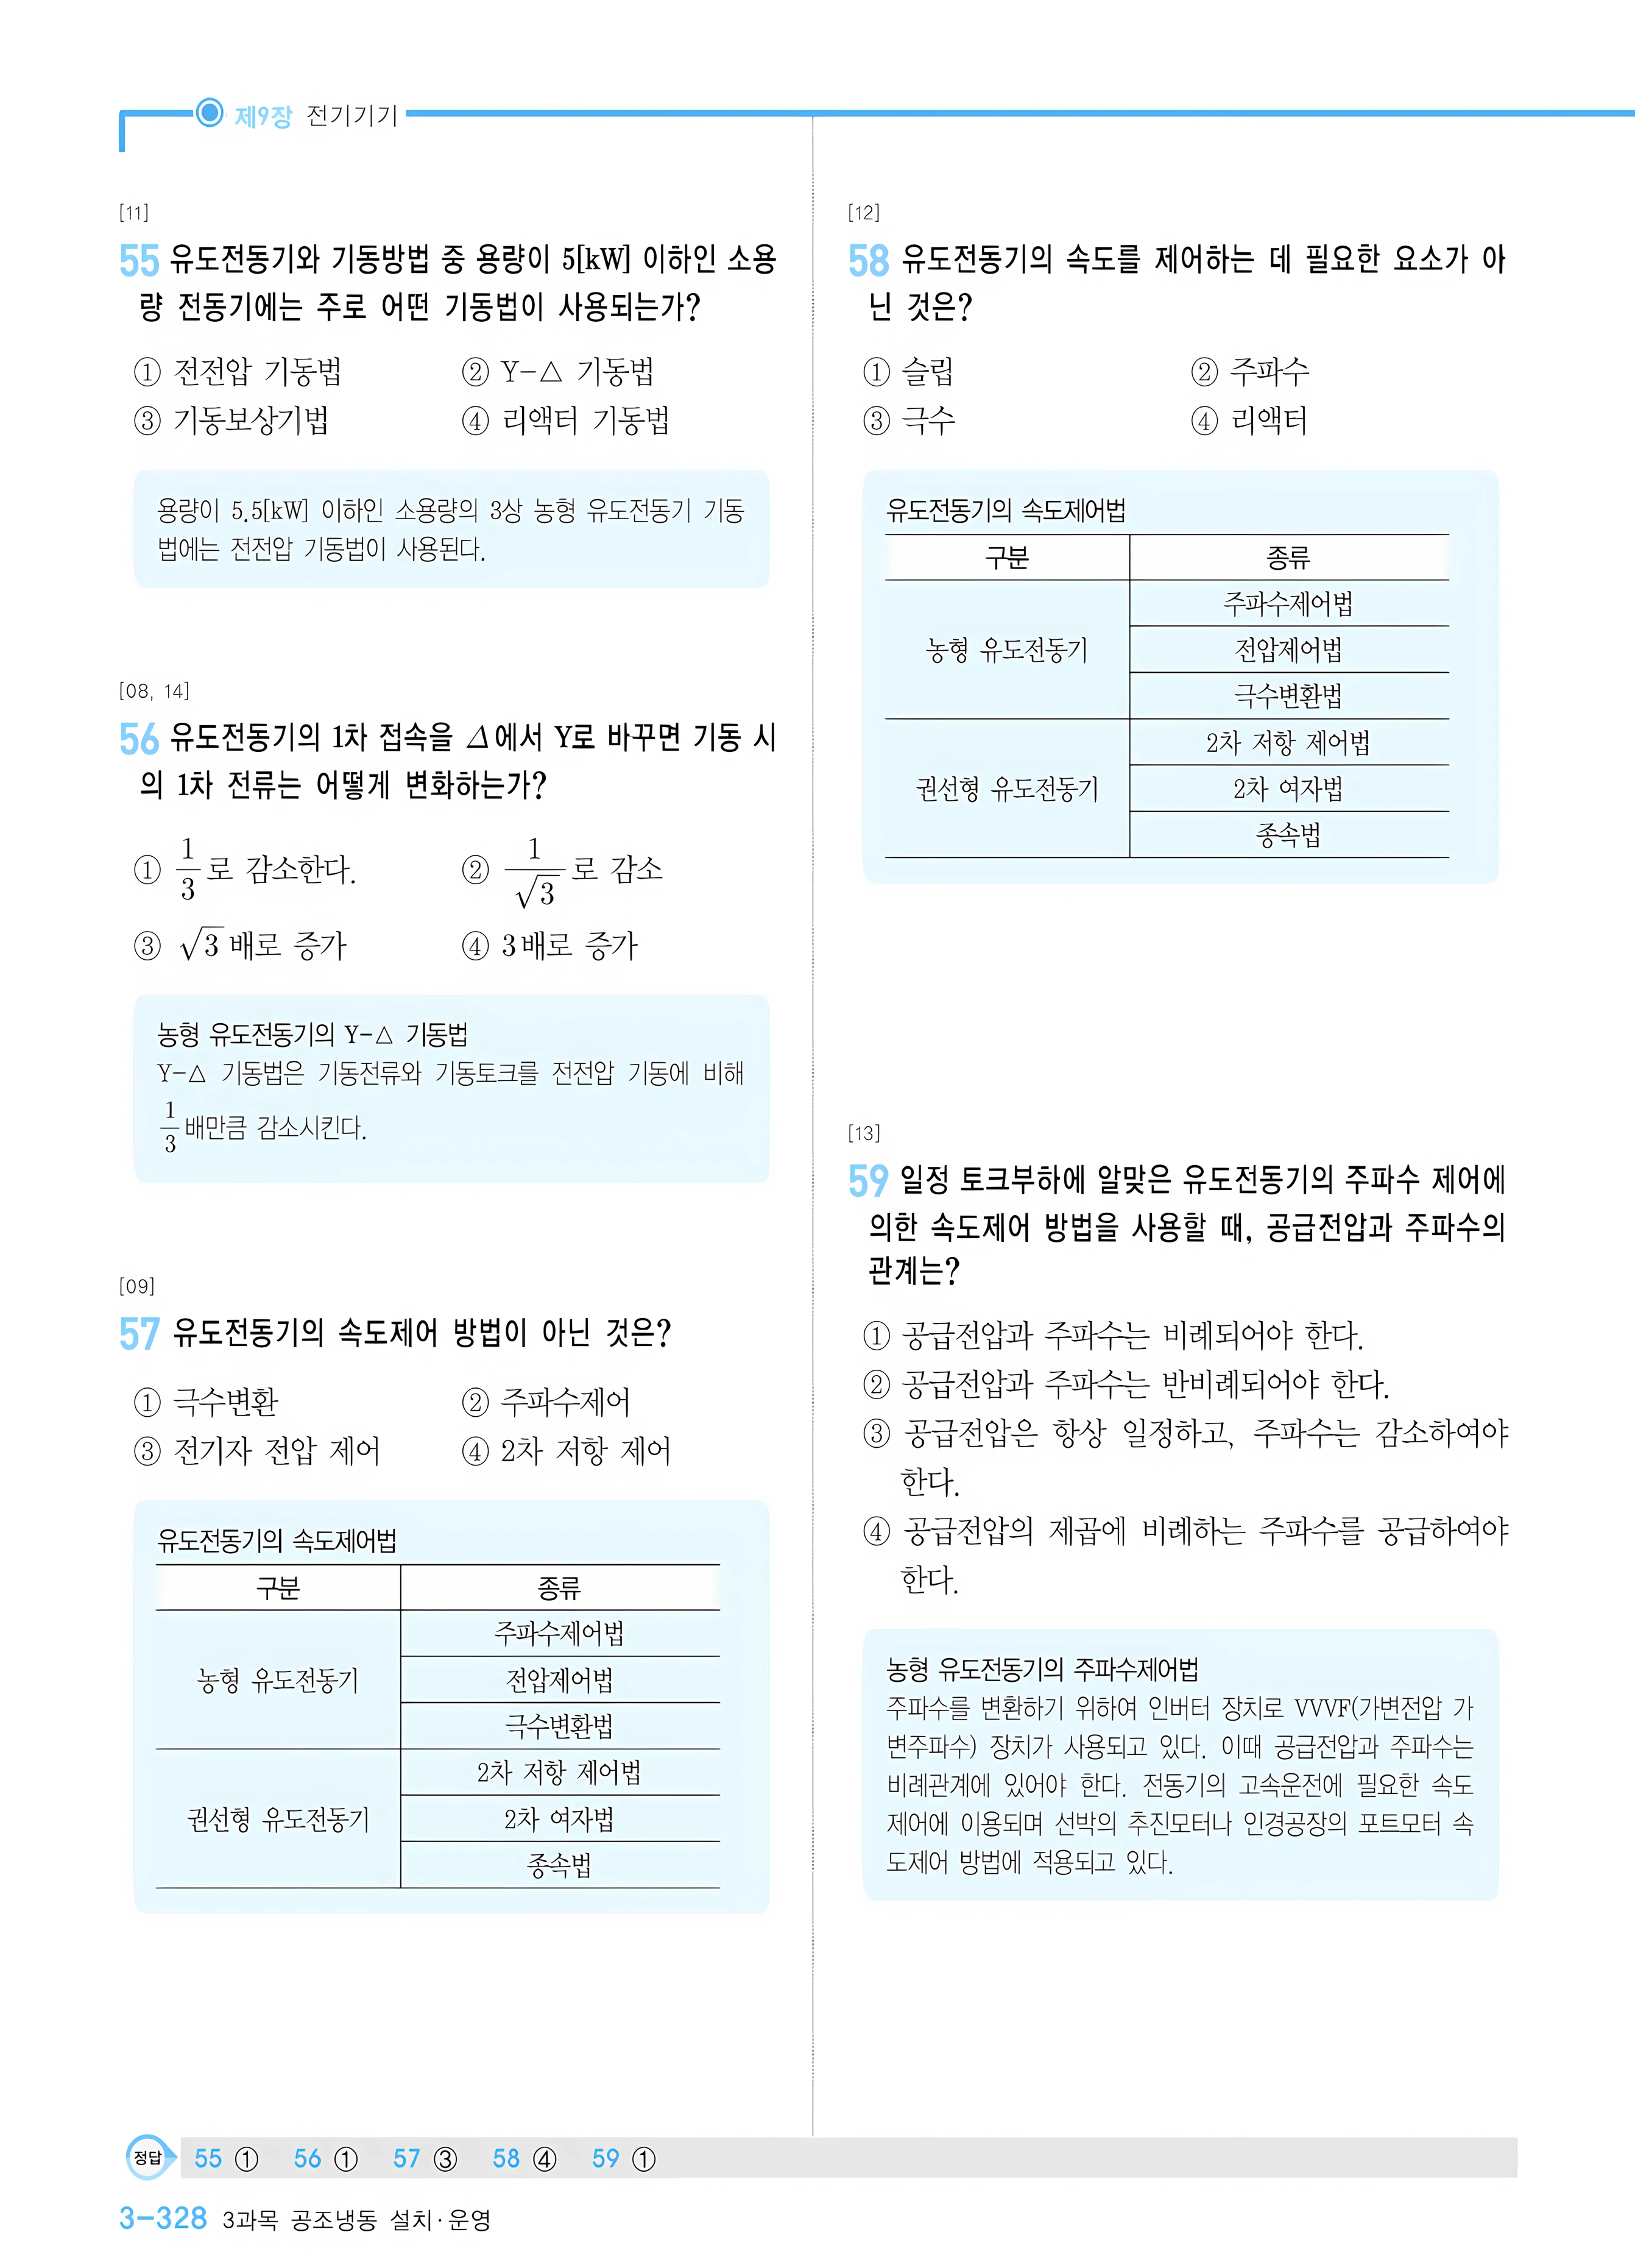 제9장 전기기기
[11]
55 유도전동기와 기동방법 중 용량이 5[kW] 이하인 소용
량 전동기에는 주로 어떤 기동법이 사용되는가?
① 전전압 기동법 ② Y-△ 기동법
③ 기동보상기법 ④ 리액터 기동법
용량이 5.5[kW] 이하인 소용량의 3상 농형 유도전동기 기동
법에는 전전압 기동법이 사용된다.
[08, 14]
56 유도전동기의 1차 접속을 Δ에서 Y로 바꾸면 기동 시
의 1차 전류는 어떻게 변화하는가?
① 1/3로 감소한다. ② 1/√3로 감소
③ √3배로 증가 ④ 3배로 증가
농형 유도전동기의 Y-△ 기동법
Y-△ 기동법은 기동전류와 기동토크를 전전압 기동에 비해
1/3배만큼 감소시킨다.
[09]
57 유도전동기의 속도제어 방법이 아닌 것은?
① 극수변환 ② 주파수제어
③ 전기자 전압 제어 ④ 2차 저항 제어
유도전동기의 속도제어법
구분 종류
주파수제어법
농형 유도전동기 전압제어법
극수변환법
2차 저항 제어법
권선형 유도전동기 2차 여자법
종속법
[12]
58 유도전동기의 속도를 제어하는 데 필요한 요소가 아
닌 것은?
① 슬립 ② 주파수
③ 극수 ④ 리액터
유도전동기의 속도제어법
구분 종류
주파수제어법
농형 유도전동기 전압제어법
극수변환법
2차 저항 제어법
권선형 유도전동기 2차 여자법
종속법
[13]
59 일정 토크부하에 알맞은 유도전동기의 주파수 제어에
의한 속도제어 방법을 사용할 때, 공급전압과 주파수의
관계는?
① 공급전압과 주파수는 비례되어야 한다.
② 공급전압과 주파수는 반비례되어야 한다.
③ 공급전압은 항상 일정하고, 주파수는 감소하여야
한다.
④ 공급전압의 제곱에 비례하는 주파수를 공급하여야
한다.
농형 유도전동기의 주파수제어법
주파수를 변환하기 위하여 인버터 장치로 VVVF(가변전압 가
변주파수) 장치가 사용되고 있다. 이때 공급전압과 주파수는
비례관계에 있어야 한다. 전동기의 고속운전에 필요한 속도
제어에 이용되며 선박의 추진모터나 인경공장의 포트모터 속
도제어 방법에 적용되고 있다.
정답 55 ① 56 ① 57 ③ 58 ④ 59 ①
3-328 3과목 공조냉동 설치·운영